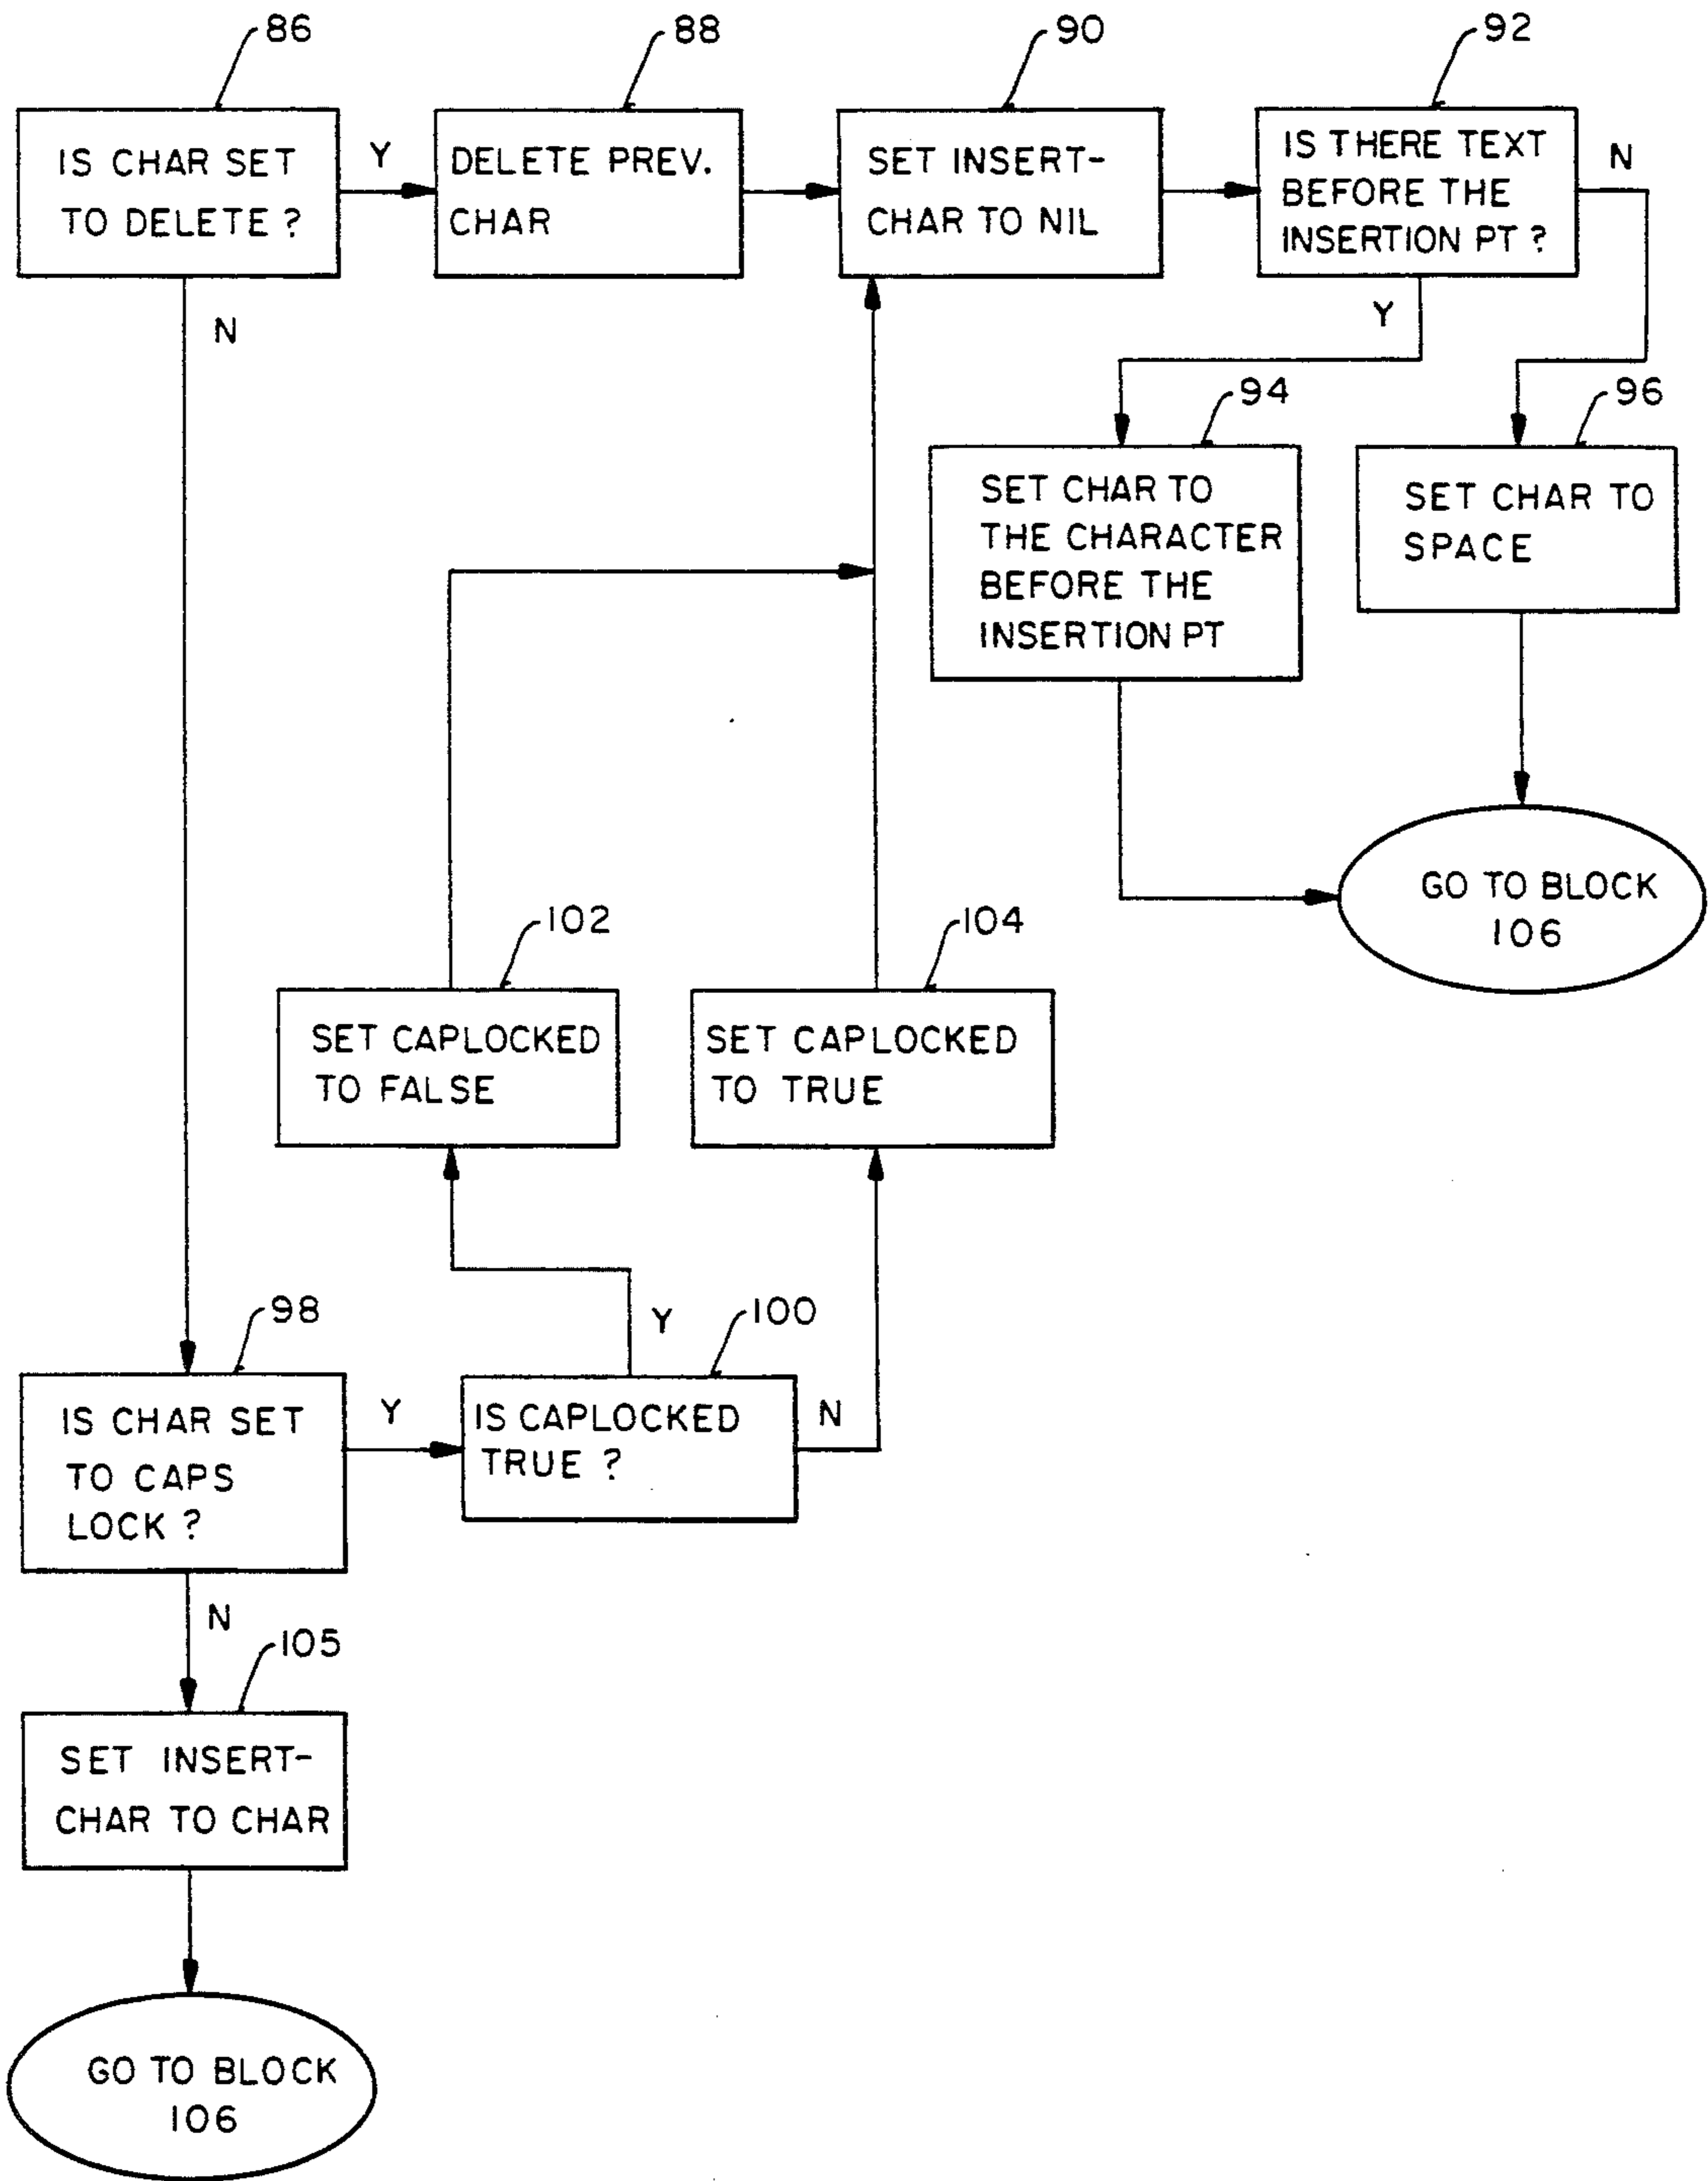 86
88
90
92
IS CHAR SET
TO DELETE ?
Y
DELETE PREV.
CHAR
SET INSERT-
CHAR TO NIL
IS THERE TEXT
BEFORE THE
INSERTION PT ?
N
N
Y
94
96
SET CHAR TO
THE CHARACTER
BEFORE THE
INSERTION PT
SET CHAR TO
SPACE
GO TO BLOCK
106
102
104
SET CAPLOCKED
TO FALSE
SET CAPLOCKED
TO TRUE
98
Y
100
IS CHAR SET
TO CAPS
LOCK ?
Y
IS CAPLOCKED
TRUE ?
N
N
105
SET INSERT-
CHAR TO CHAR
GO TO BLOCK
106